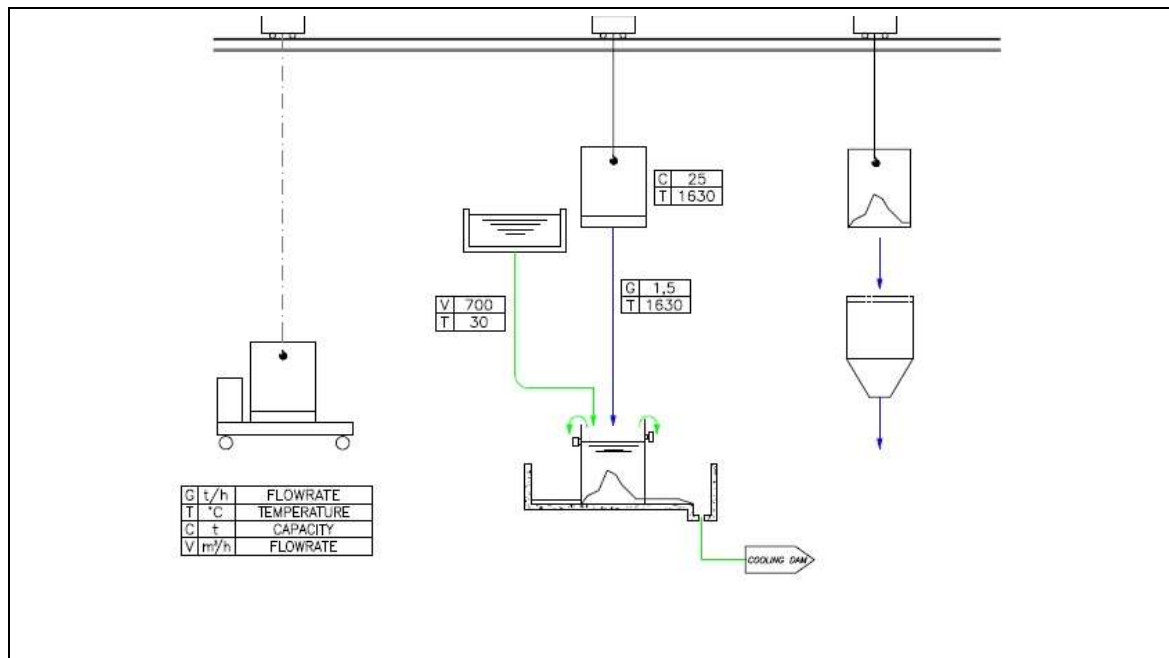 C 25
T 1630
V 700
T 30
G 1,5
T 1630
G t/h FLOWRATE
T °C TEMPERATURE
C t CAPACITY
V m³/h FLOWRATE
COOLING DAM